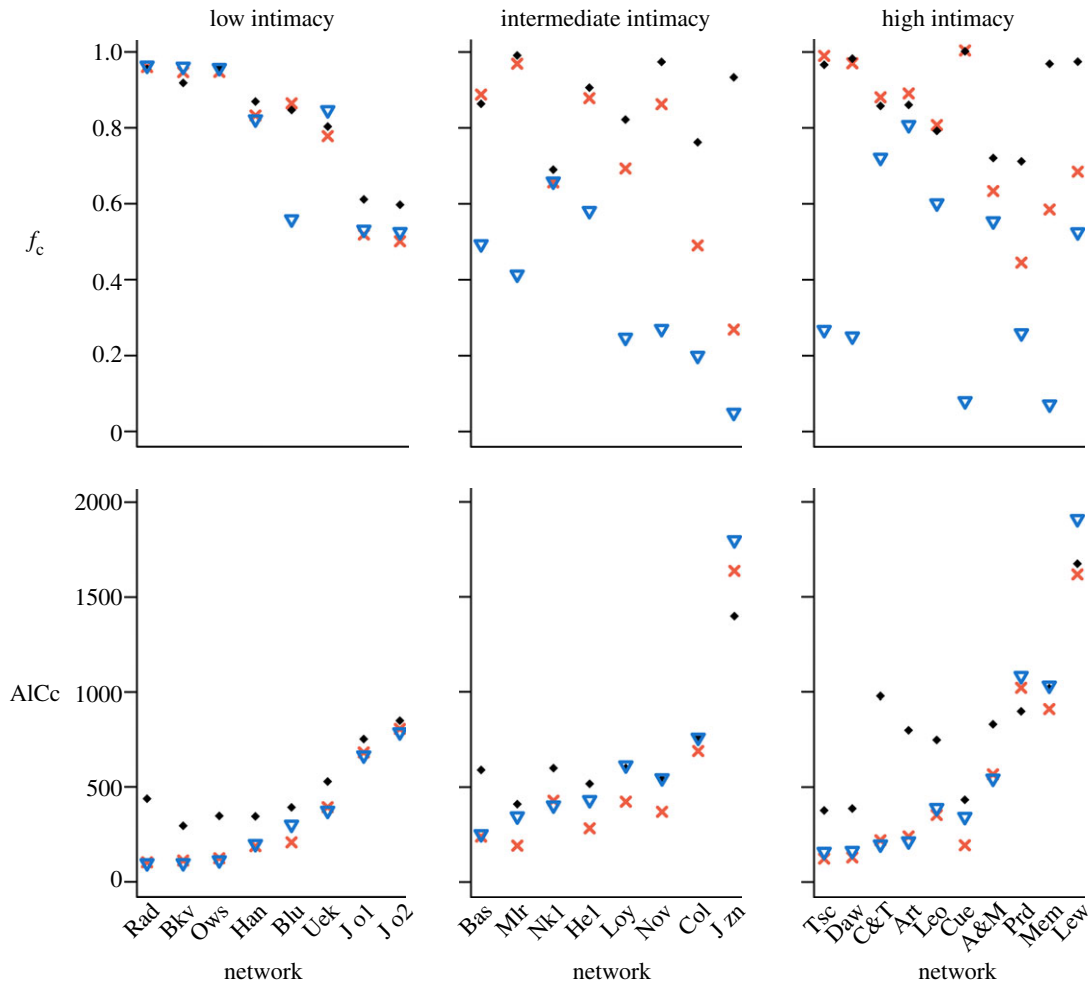 low intimacy
intermediate intimacy
high intimacy
1.0
0.8
0.6
fc
0.4
0.2
0
2000
1500
AICc
1000
500
0
Rad
Bkv
Ows
Han
Blu
Uek
J o1
J o2
Bas
Mlr
Nk1
He1
Loy
Nov
Col
J zn
Tsc
Daw
C&T
Art
Leo
Cue
A&M
Prd
Mem
Lew
network
network
network